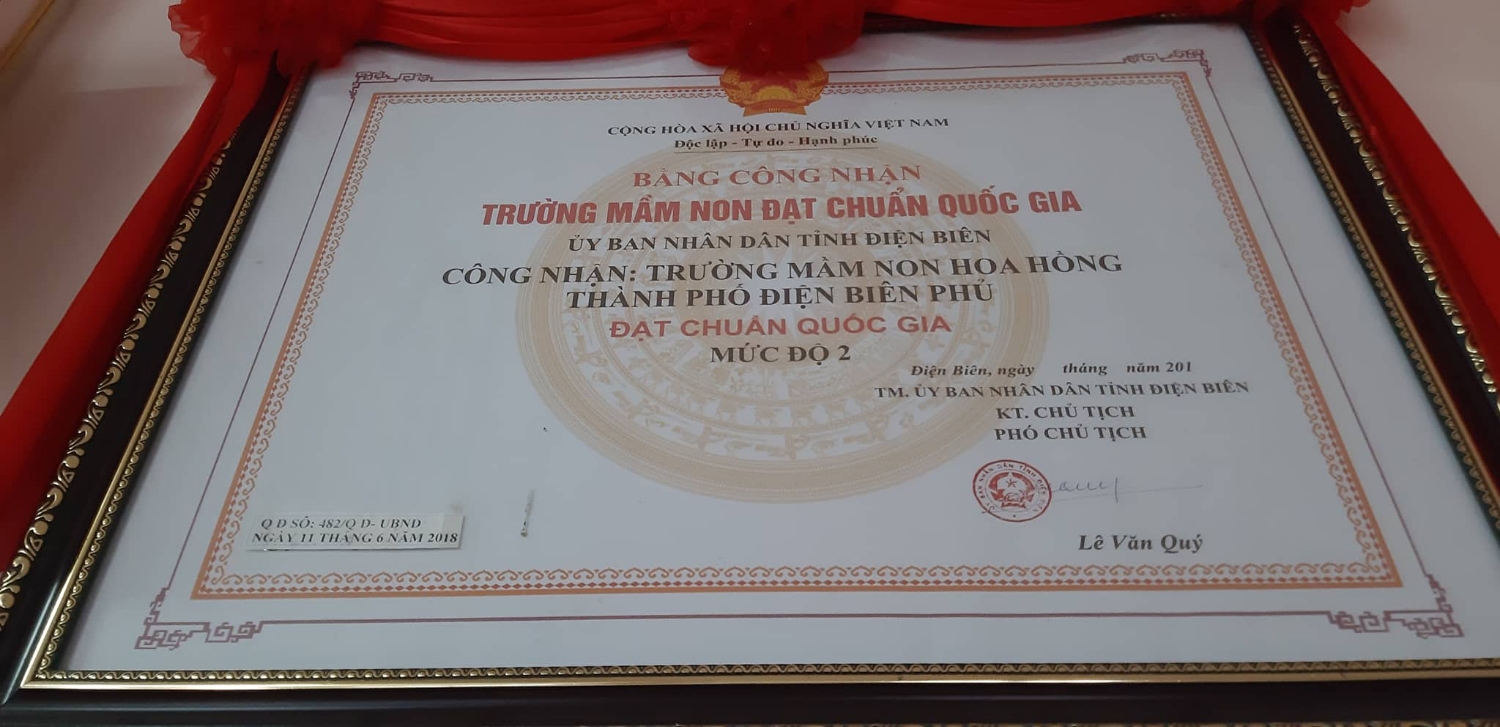 CỘNG HÒA XÃ HỘI CHỦ NGHĨA VIỆT NAM
Độc lập - Tự do - Hạnh phúc
BẰNG CÔNG NHẬN
TRƯỜNG MẦM NON ĐẠT CHUẨN QUỐC GIA
ỦY BAN NHÂN DÂN TỈNH ĐIỆN BIÊN
CÔNG NHẬN: TRƯỜNG MẦM NON HOA HỒNG
THÀNH PHỐ ĐIỆN BIÊN PHỦ
ĐẠT CHUẨN QUỐC GIA
MỨC ĐỘ 2
Điện Biên, ngày tháng năm 201
TM. ỦY BAN NHÂN DÂN TỈNH ĐIỆN BIÊN
KT. CHỦ TỊCH
PHÓ CHỦ TỊCH
Lê Văn Quý
QĐ SỐ: 482/QĐ- UBND
NGÀY 11 THÁNG 6 NĂM 2018